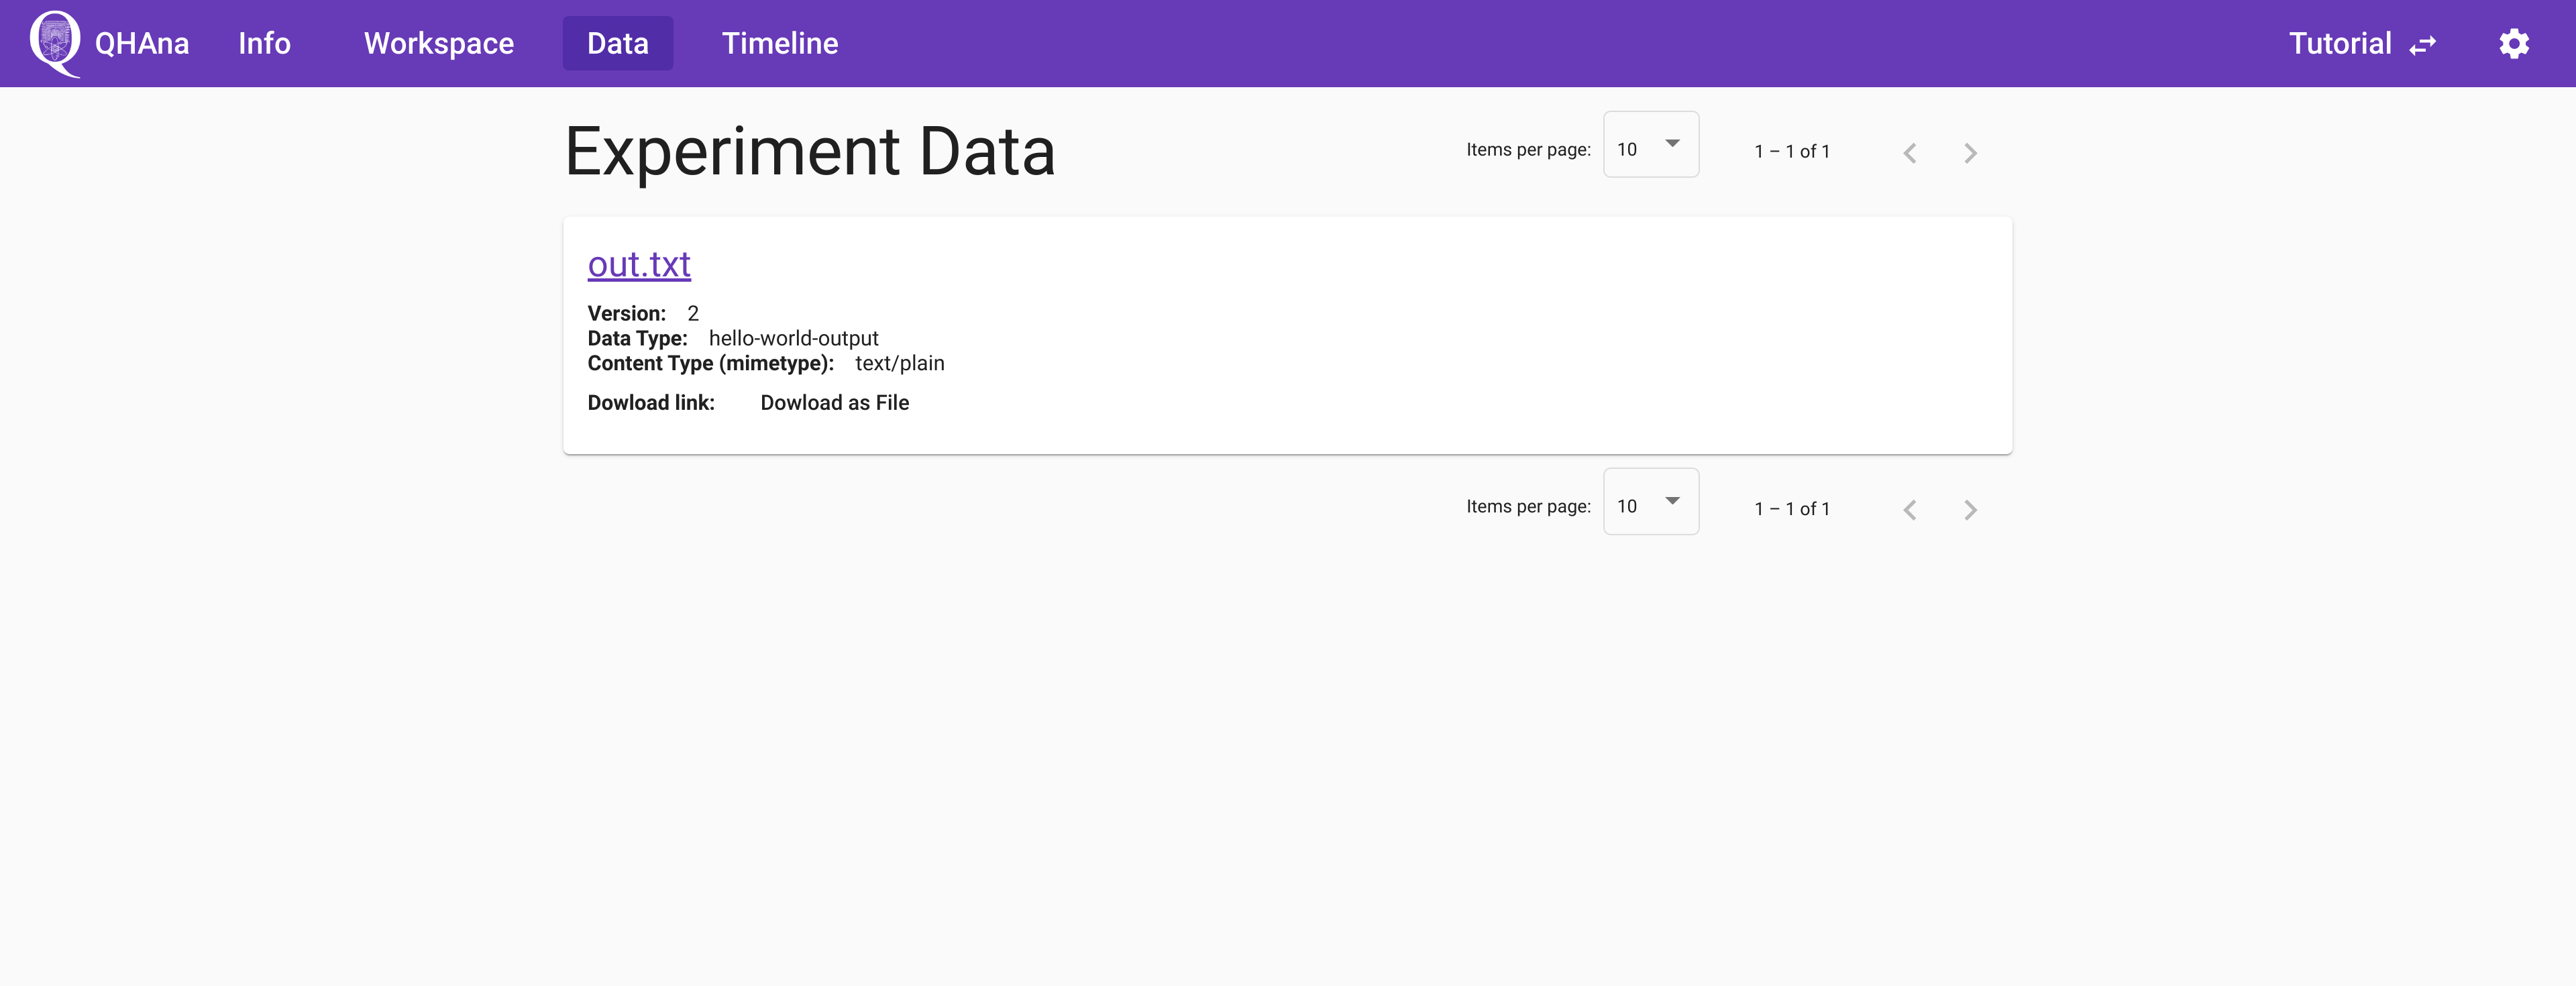 QHAna Info Workspace Data Timeline Tutorial
Experiment Data
Items per page: 10 1 – 1 of 1
out.txt
Version: 2
Data Type: hello-world-output
Content Type (mimetype): text/plain
Dowload link: Dowload as File
Items per page: 10 1 – 1 of 1